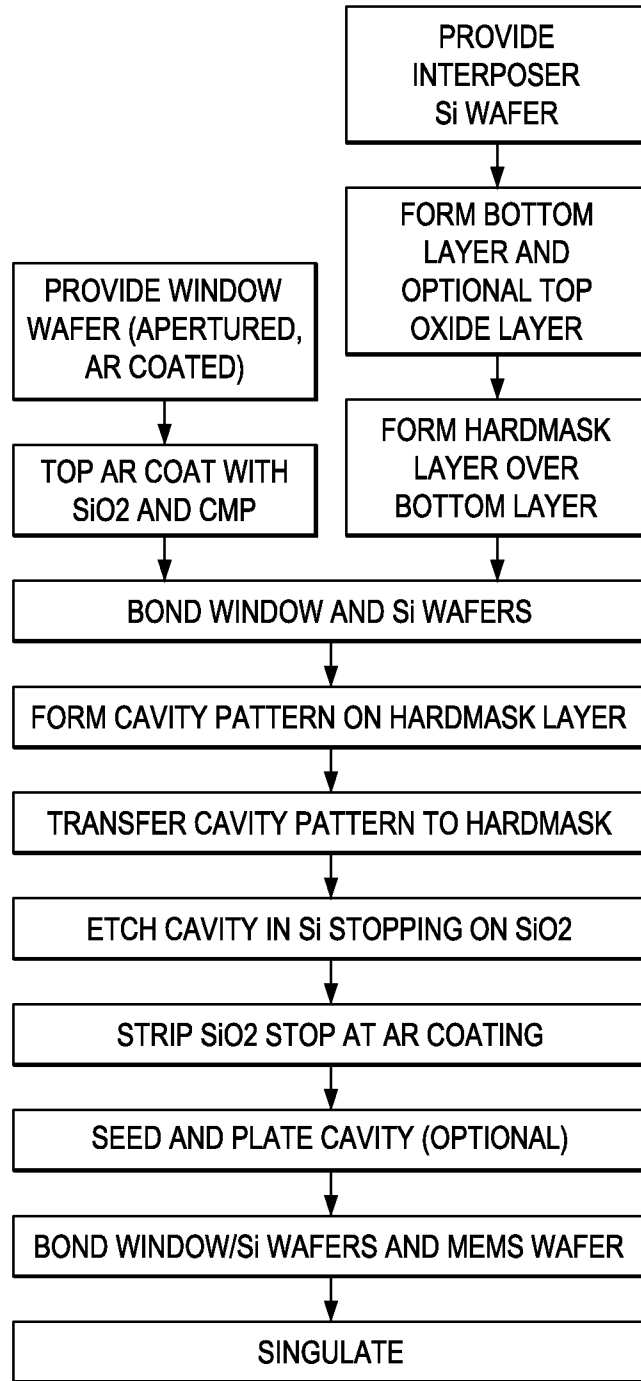 PROVIDE
INTERPOSER
Si WAFER
FORM BOTTOM
LAYER AND
OPTIONAL TOP
OXIDE LAYER
PROVIDE WINDOW
WAFER (APERTURED,
AR COATED)
FORM HARDMASK
LAYER OVER
BOTTOM LAYER
TOP AR COAT WITH
SiO2 AND CMP
BOND WINDOW AND Si WAFERS
FORM CAVITY PATTERN ON HARDMASK LAYER
TRANSFER CAVITY PATTERN TO HARDMASK
ETCH CAVITY IN Si STOPPING ON SiO2
STRIP SiO2 STOP AT AR COATING
SEED AND PLATE CAVITY (OPTIONAL)
BOND WINDOW/Si WAFERS AND MEMS WAFER
SINGULATE